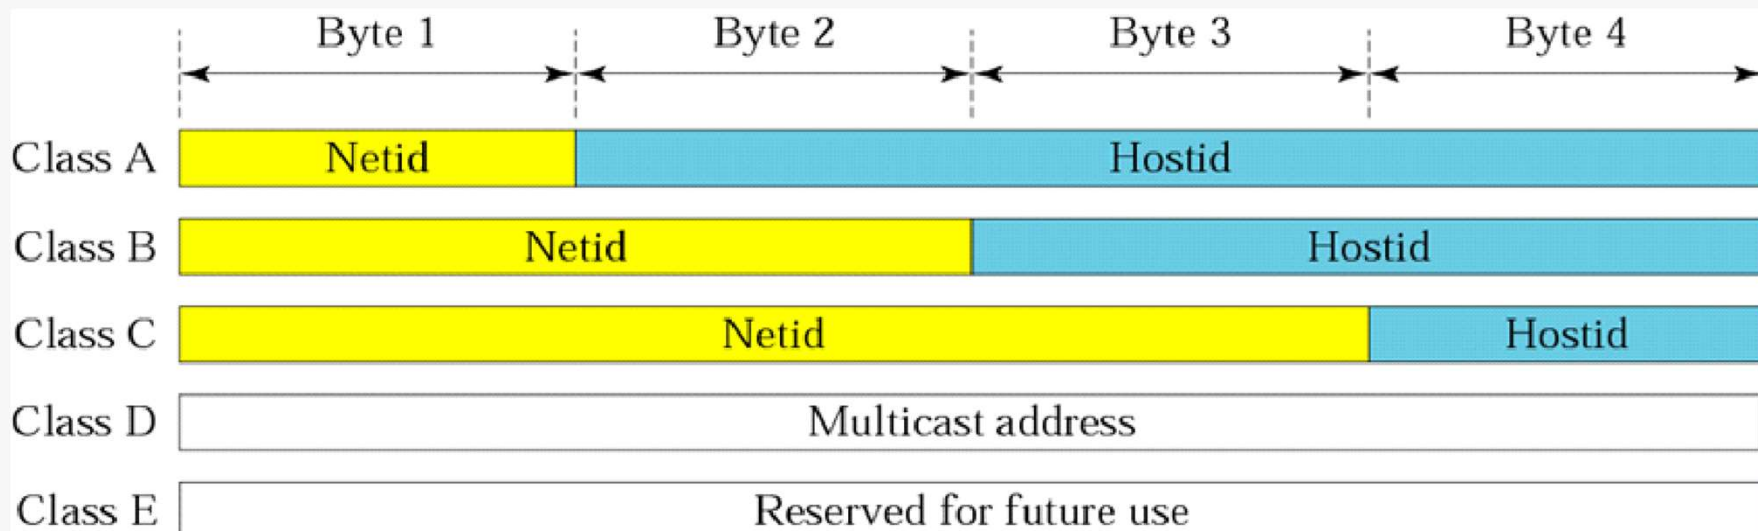 Byte 1 Byte 2 Byte 3 Byte 4
Class A Netid Hostid
Class B Netid Hostid
Class C Netid Hostid
Class D Multicast address
Class E Reserved for future use